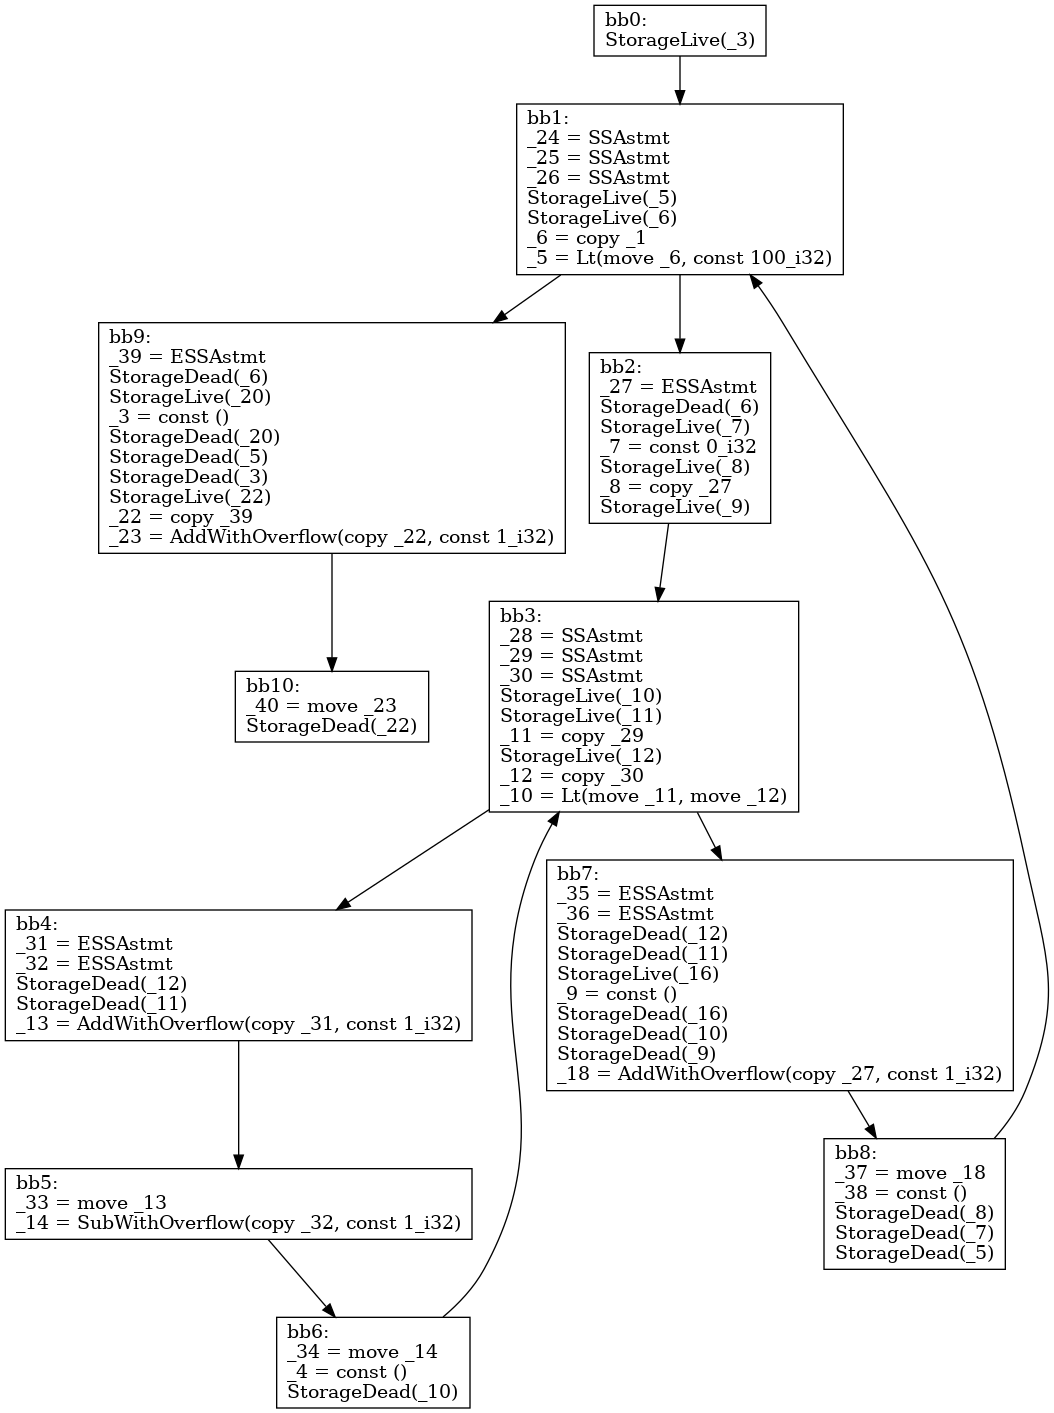 bb0:
StorageLive(_3)
bb1:
_24 = SSAstmt
_25 = SSAstmt
_26 = SSAstmt
StorageLive(_5)
StorageLive(_6)
_6 = copy _1
_5 = Lt(move _6, const 100_i32)
bb9:
_39 = ESSAstmt
StorageDead(_6)
StorageLive(_20)
_3 = const ()
StorageDead(_20)
StorageDead(_5)
StorageDead(_3)
StorageLive(_22)
_22 = copy _39
_23 = AddWithOverflow(copy _22, const 1_i32)
bb2:
_27 = ESSAstmt
StorageDead(_6)
StorageLive(_7)
_7 = const 0_i32
StorageLive(_8)
_8 = copy _27
StorageLive(_9)
bb3:
_28 = SSAstmt
_29 = SSAstmt
_30 = SSAstmt
StorageLive(_10)
StorageLive(_11)
_11 = copy _29
StorageLive(_12)
_12 = copy _30
_10 = Lt(move _11, move _12)
bb10:
_40 = move _23
StorageDead(_22)
bb7:
_35 = ESSAstmt
_36 = ESSAstmt
StorageDead(_12)
StorageDead(_11)
StorageLive(_16)
_9 = const ()
StorageDead(_16)
StorageDead(_10)
StorageDead(_9)
_18 = AddWithOverflow(copy _27, const 1_i32)
bb4:
_31 = ESSAstmt
_32 = ESSAstmt
StorageDead(_12)
StorageDead(_11)
_13 = AddWithOverflow(copy _31, const 1_i32)
bb8:
_37 = move _18
_38 = const ()
StorageDead(_8)
StorageDead(_7)
StorageDead(_5)
bb5:
_33 = move _13
_14 = SubWithOverflow(copy _32, const 1_i32)
bb6:
_34 = move _14
_4 = const ()
StorageDead(_10)